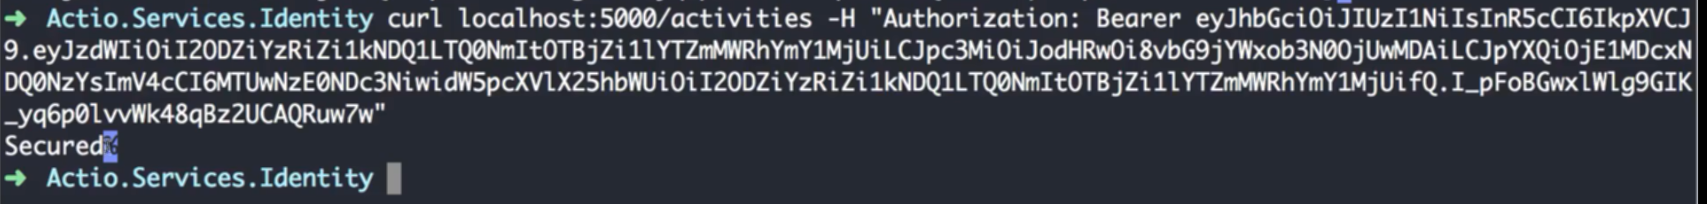 ➜ Actio.Services.Identity curl localhost:5000/activities -H "Authorization: Bearer eyJhbGciOiJIUzI1NiIsInR5cCI6IkpXVCJ
9.eyJzdWIiOiI2ODZiYzRiZi1kNDQ1LTQ0NmItOTBjZi1lYTZmMWRhYmY1MjUiLCJpc3MiOiJodHRwOi8vbG9jYWxob3N0OjUwMDAiLCJpYXQiOjE1MDcxN
DQ0NzYsImV4cCI6MTUwNzE0NDc3NiwidW5pcXVlX25hbWUiOiI2ODZiYzRiZi1kNDQ1LTQ0NmItOTBjZi1lYTZmMWRhYmY1MjUifQ.I_pFoBGwxlWlg9GIK
_yq6p0lvvWk48qBz2UCAQRuw7w"
Secured%
➜ Actio.Services.Identity